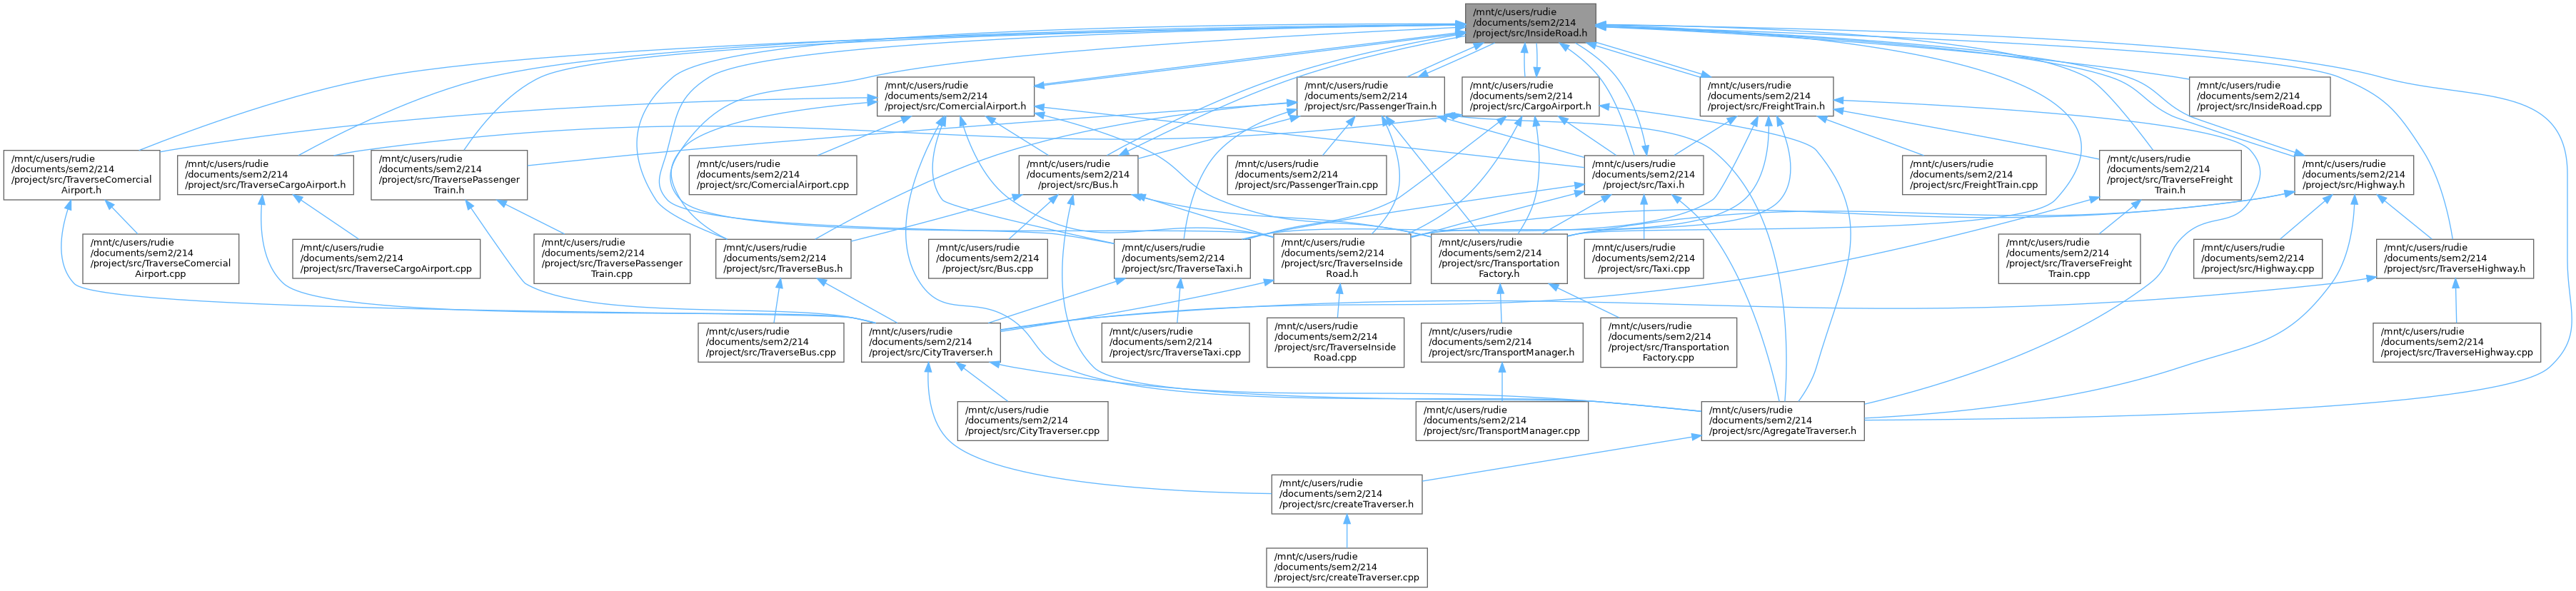 /mnt/c/users/rudie
/documents/sem2/214
/project/src/InsideRoad.h
/mnt/c/users/rudie
/documents/sem2/214
/project/src/ComercialAirport.h
/mnt/c/users/rudie
/documents/sem2/214
/project/src/PassengerTrain.h
/mnt/c/users/rudie
/documents/sem2/214
/project/src/CargoAirport.h
/mnt/c/users/rudie
/documents/sem2/214
/project/src/FreightTrain.h
/mnt/c/users/rudie
/documents/sem2/214
/project/src/InsideRoad.cpp
/mnt/c/users/rudie
/documents/sem2/214
/project/src/TraverseComercial
Airport.h
/mnt/c/users/rudie
/documents/sem2/214
/project/src/TraverseCargoAirport.h
/mnt/c/users/rudie
/documents/sem2/214
/project/src/TraversePassenger
Train.h
/mnt/c/users/rudie
/documents/sem2/214
/project/src/ComercialAirport.cpp
/mnt/c/users/rudie
/documents/sem2/214
/project/src/Bus.h
/mnt/c/users/rudie
/documents/sem2/214
/project/src/PassengerTrain.cpp
/mnt/c/users/rudie
/documents/sem2/214
/project/src/Taxi.h
/mnt/c/users/rudie
/documents/sem2/214
/project/src/FreightTrain.cpp
/mnt/c/users/rudie
/documents/sem2/214
/project/src/TraverseFreight
Train.h
/mnt/c/users/rudie
/documents/sem2/214
/project/src/Highway.h
/mnt/c/users/rudie
/documents/sem2/214
/project/src/TraverseComercial
Airport.cpp
/mnt/c/users/rudie
/documents/sem2/214
/project/src/TraverseCargoAirport.cpp
/mnt/c/users/rudie
/documents/sem2/214
/project/src/TraversePassenger
Train.cpp
/mnt/c/users/rudie
/documents/sem2/214
/project/src/TraverseBus.h
/mnt/c/users/rudie
/documents/sem2/214
/project/src/Bus.cpp
/mnt/c/users/rudie
/documents/sem2/214
/project/src/TraverseTaxi.h
/mnt/c/users/rudie
/documents/sem2/214
/project/src/TraverseInside
Road.h
/mnt/c/users/rudie
/documents/sem2/214
/project/src/Transportation
Factory.h
/mnt/c/users/rudie
/documents/sem2/214
/project/src/Taxi.cpp
/mnt/c/users/rudie
/documents/sem2/214
/project/src/TraverseFreight
Train.cpp
/mnt/c/users/rudie
/documents/sem2/214
/project/src/Highway.cpp
/mnt/c/users/rudie
/documents/sem2/214
/project/src/TraverseHighway.h
/mnt/c/users/rudie
/documents/sem2/214
/project/src/TraverseBus.cpp
/mnt/c/users/rudie
/documents/sem2/214
/project/src/CityTraverser.h
/mnt/c/users/rudie
/documents/sem2/214
/project/src/TraverseTaxi.cpp
/mnt/c/users/rudie
/documents/sem2/214
/project/src/TraverseInside
Road.cpp
/mnt/c/users/rudie
/documents/sem2/214
/project/src/TransportManager.h
/mnt/c/users/rudie
/documents/sem2/214
/project/src/Transportation
Factory.cpp
/mnt/c/users/rudie
/documents/sem2/214
/project/src/TraverseHighway.cpp
/mnt/c/users/rudie
/documents/sem2/214
/project/src/CityTraverser.cpp
/mnt/c/users/rudie
/documents/sem2/214
/project/src/TransportManager.cpp
/mnt/c/users/rudie
/documents/sem2/214
/project/src/AgregateTraverser.h
/mnt/c/users/rudie
/documents/sem2/214
/project/src/createTraverser.h
/mnt/c/users/rudie
/documents/sem2/214
/project/src/createTraverser.cpp